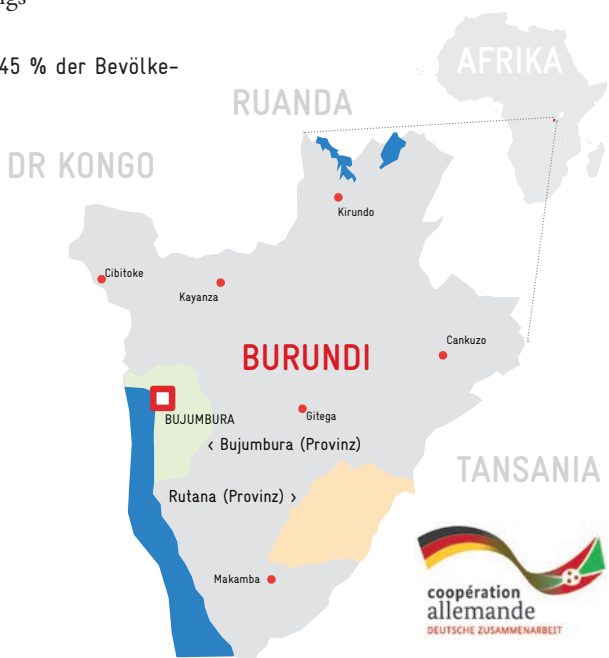 ngs
45 % der Bevölke-
AFRIKA
RUANDA
DR KONGO
Kirundo
Cibitoke
Kayanza
Cankuzo
BURUNDI
BUJUMBURA
Gitega
‹ Bujumbura (Provinz)
TANSANIA
Rutana (Provinz) ›
Makamba
coopération
allemande
DEUTSCHE ZUSAMMENARBEIT